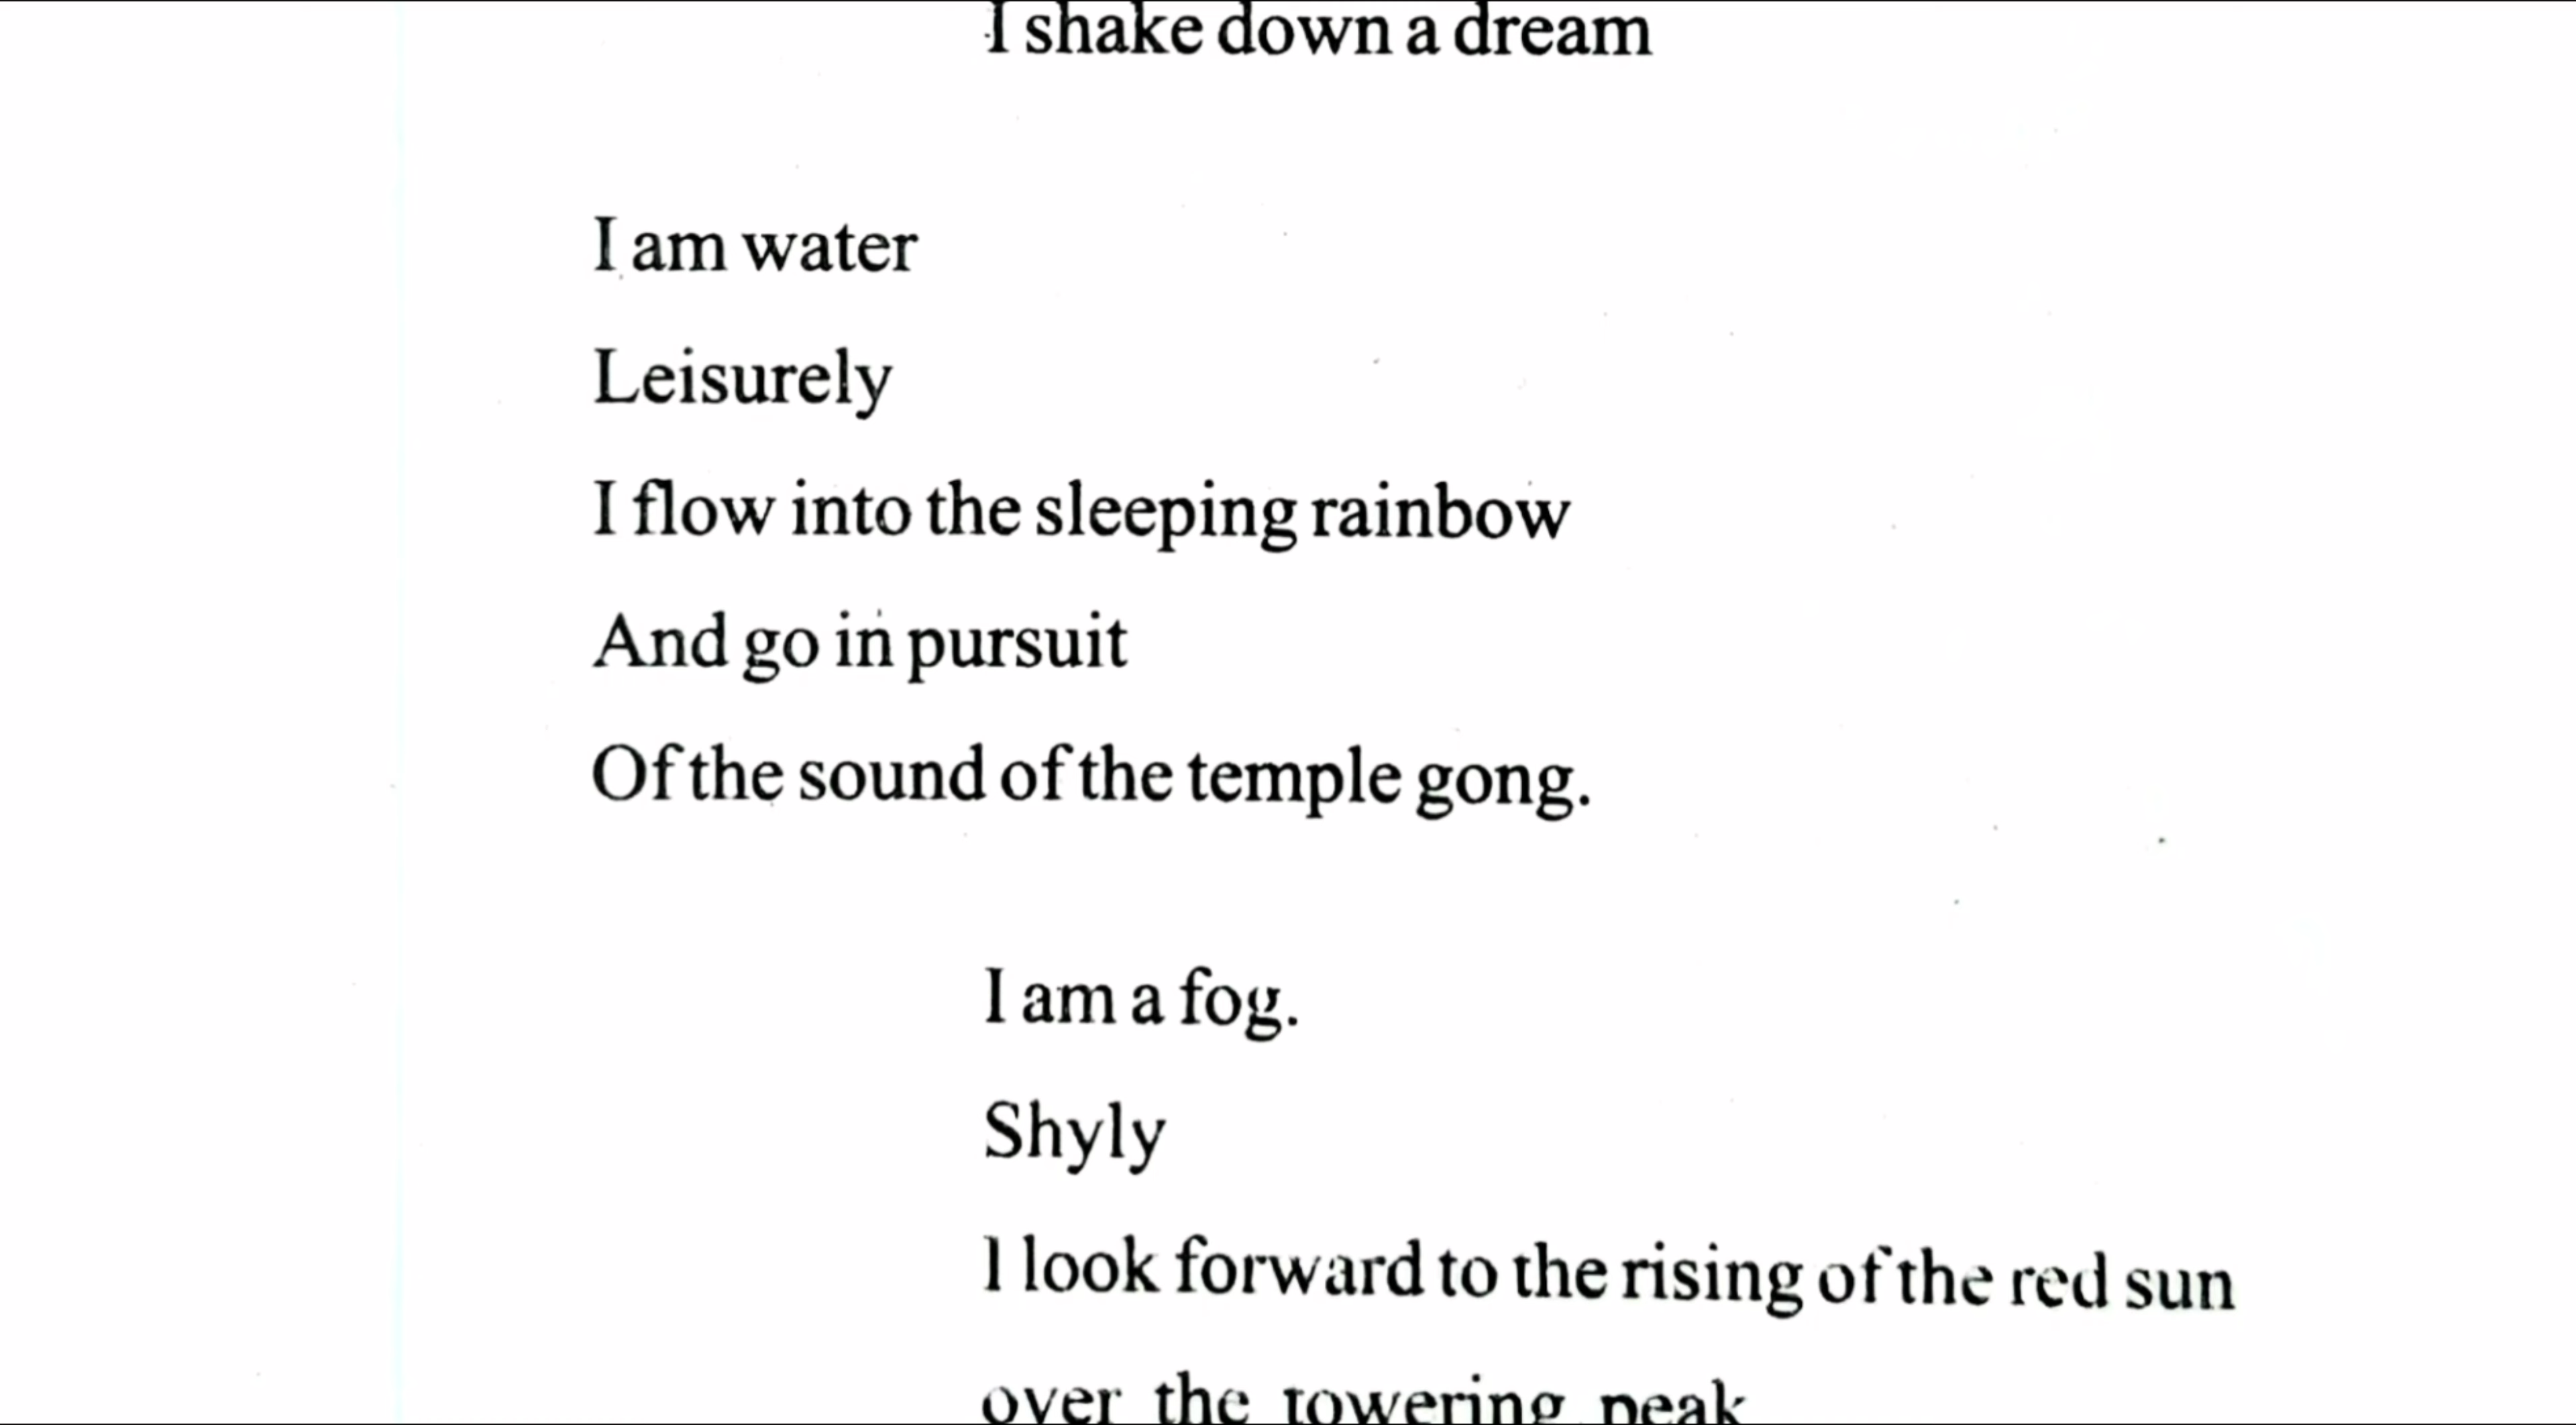 I shake down a dream
I am water
Leisurely
I flow into the sleeping rainbow
And go in pursuit
Of the sound of the temple gong.
I am a fog.
Shyly
I look forward to the rising of the red sun
over the towering peak